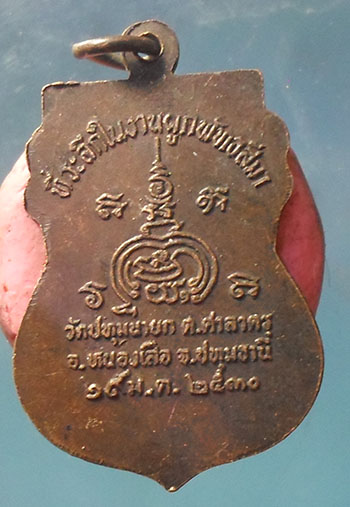 ที่ระลึกในงานผูกพัทธสีมา
วัดปทุมนายก ต.ศาลาครุ
อ.หนองเสือ จ.ปทุมธานี
๑๙ ม.ค. ๒๕๓๐